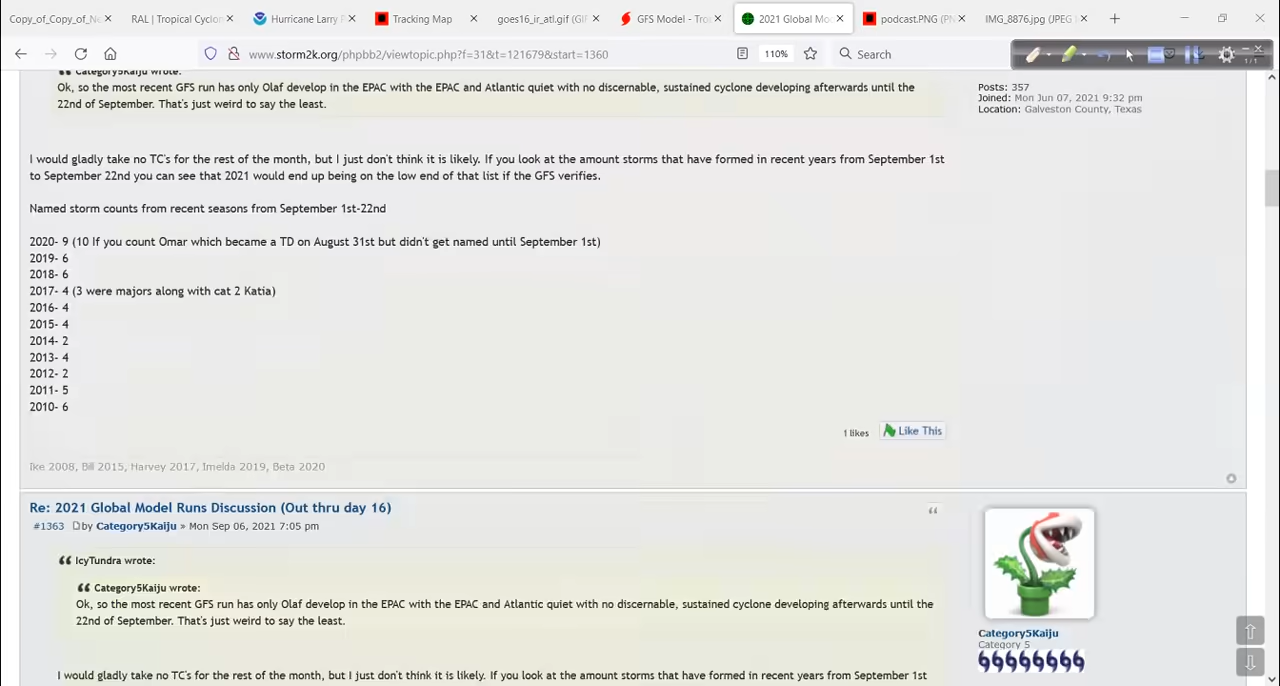 Copy_of_Copy_of_Ne
RAL | Tropical Cyclon
Hurricane Larry
Tracking Map
goes16_ir_atl.gif (GI
GFS Model - Tro
2021 Global Mo
podcast.PNG (PN
IMG_8876.jpg (JPEG
www.storm2k.org/phpbb2/viewtopic.php?f=31&t=121679&start=1360
110%
Search
1/1
Category5Kaiju wrote:
Ok, so the most recent GFS run has only Olaf develop in the EPAC with the EPAC and Atlantic quiet with no discernable, sustained cyclone developing afterwards until the
22nd of September. That's just weird to say the least.
Posts: 357
Joined: Mon Jun 07, 2021 9:32 pm
Location: Galveston County, Texas
I would gladly take no TC's for the rest of the month, but I just don't think it is likely. If you look at the amount storms that have formed in recent years from September 1st
to September 22nd you can see that 2021 would end up being on the low end of that list if the GFS verifies.
Named storm counts from recent seasons from September 1st-22nd
2020- 9 (10 If you count Omar which became a TD on August 31st but didn't get named until September 1st)
2019- 6
2018- 6
2017- 4 (3 were majors along with cat 2 Katia)
2016- 4
2015- 4
2014- 2
2013- 4
2012- 2
2011- 5
2010- 6
1 likes
Like This
Ike 2008, Bill 2015, Harvey 2017, Imelda 2019, Beta 2020
Re: 2021 Global Model Runs Discussion (Out thru day 16)
#1363 by Category5Kaiju » Mon Sep 06, 2021 7:05 pm
IcyTundra wrote:
Category5Kaiju wrote:
Ok, so the most recent GFS run has only Olaf develop in the EPAC with the EPAC and Atlantic quiet with no discernable, sustained cyclone developing afterwards until the
22nd of September. That's just weird to say the least.
Category5Kaiju
Category 5
I would gladly take no TC's for the rest of the month, but I just don't think it is likely. If you look at the amount storms that have formed in recent years from September 1st